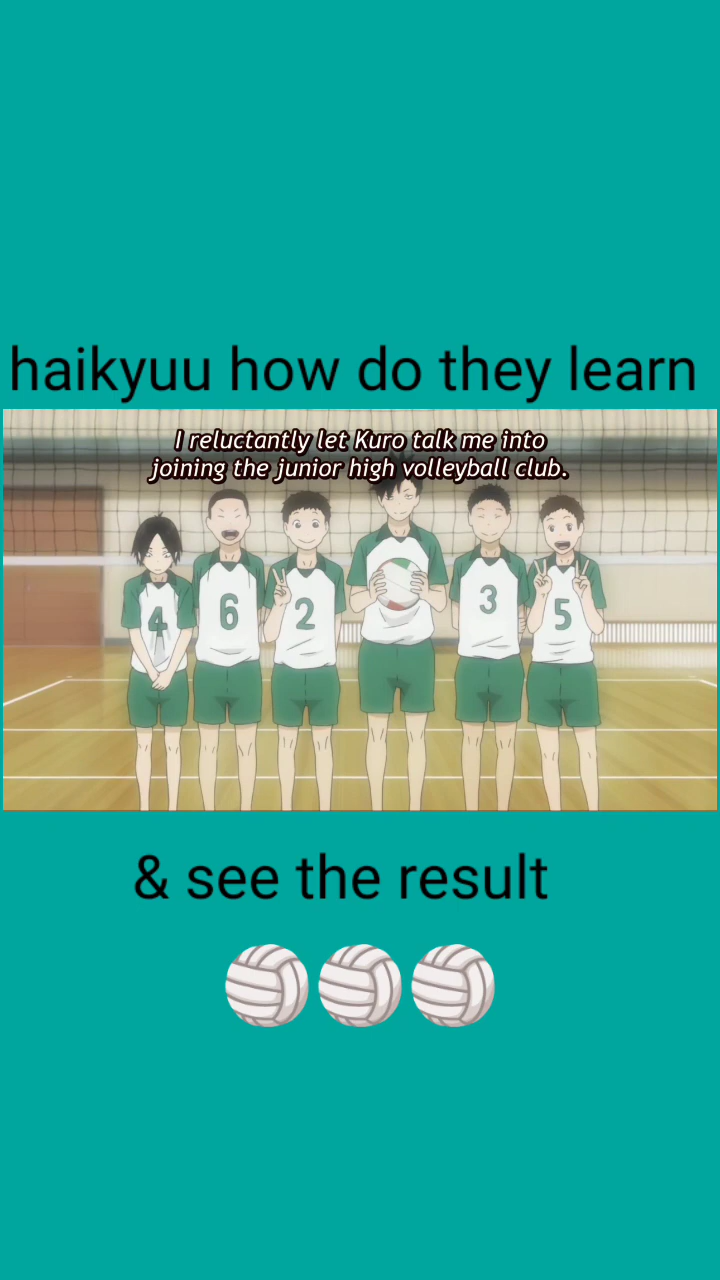 haikyuu how do they learn
I reluctantly let Kuro talk me into
joining the junior high volleyball club.
4 6 2 3 5
& see the result